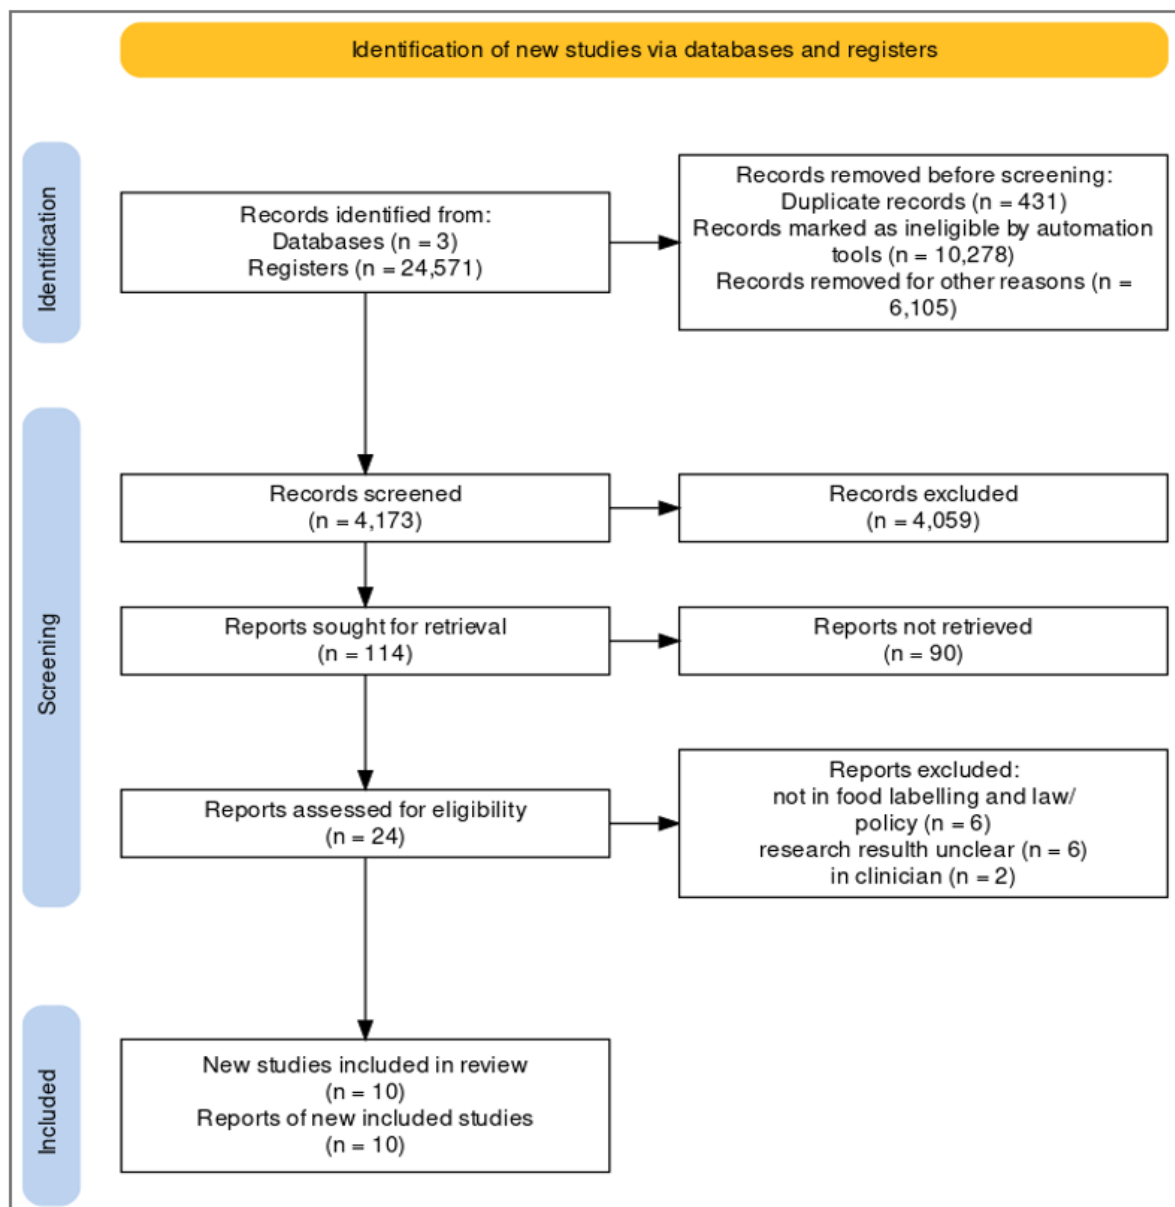 Identification of new studies via databases and registers
Identification
Records identified from:
Databases (n = 3)
Registers (n = 24,571)
Records removed before screening:
Duplicate records (n = 431)
Records marked as ineligible by automation
tools (n = 10,278)
Records removed for other reasons (n =
6,105)
Screening
Records screened
(n = 4,173)
Records excluded
(n = 4,059)
Reports sought for retrieval
(n = 114)
Reports not retrieved
(n = 90)
Reports assessed for eligibility
(n = 24)
Reports excluded:
not in food labelling and law/
policy (n = 6)
research resulth unclear (n = 6)
in clinician (n = 2)
Included
New studies included in review
(n = 10)
Reports of new included studies
(n = 10)